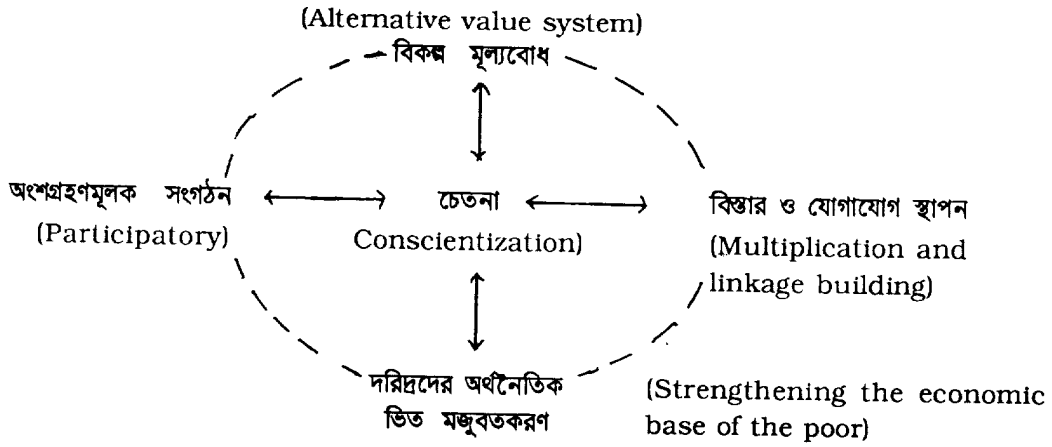 (Alternative value system)
বিকল্প মূল্যবোধ
অংশগ্রহণমূলক সংগঠন
চেতনা
বিস্তার ও যোগাযোগ স্থাপন
(Participatory)
Conscientization)
(Multiplication and
linkage building)
দরিদ্রদের অর্থনৈতিক
ভিত মজবুতকরণ
(Strengthening the economic
base of the poor)